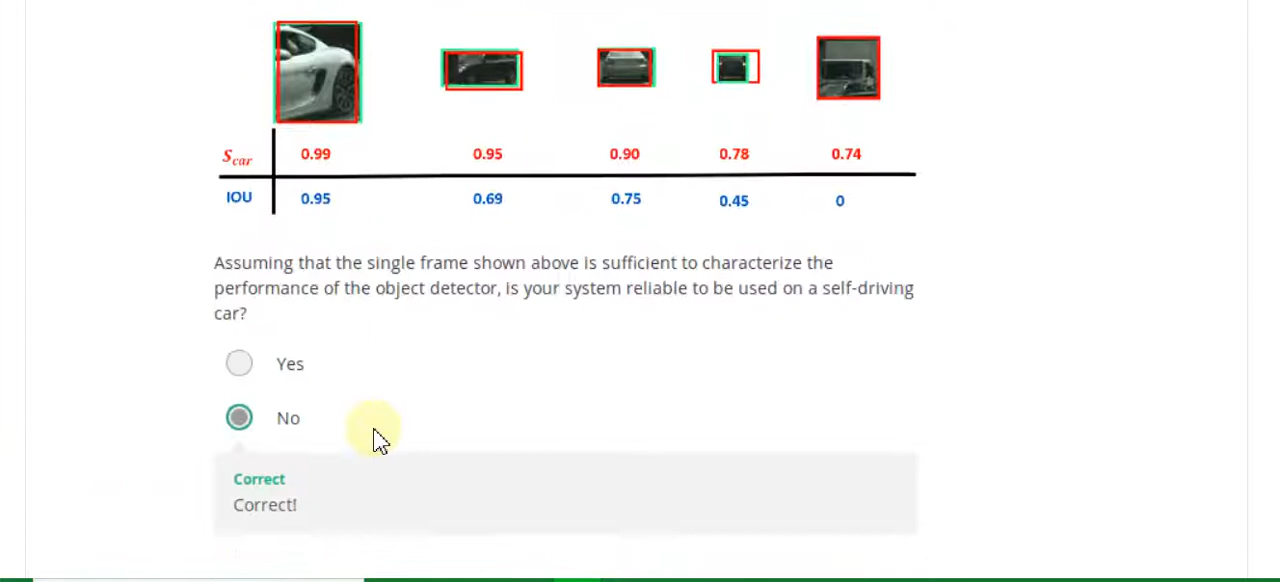 S_car 0.99 0.95 0.90 0.78 0.74
IOU 0.95 0.69 0.75 0.45 0
Assuming that the single frame shown above is sufficient to characterize the
performance of the object detector, is your system reliable to be used on a self-driving
car?
Yes
No
Correct
Correct!